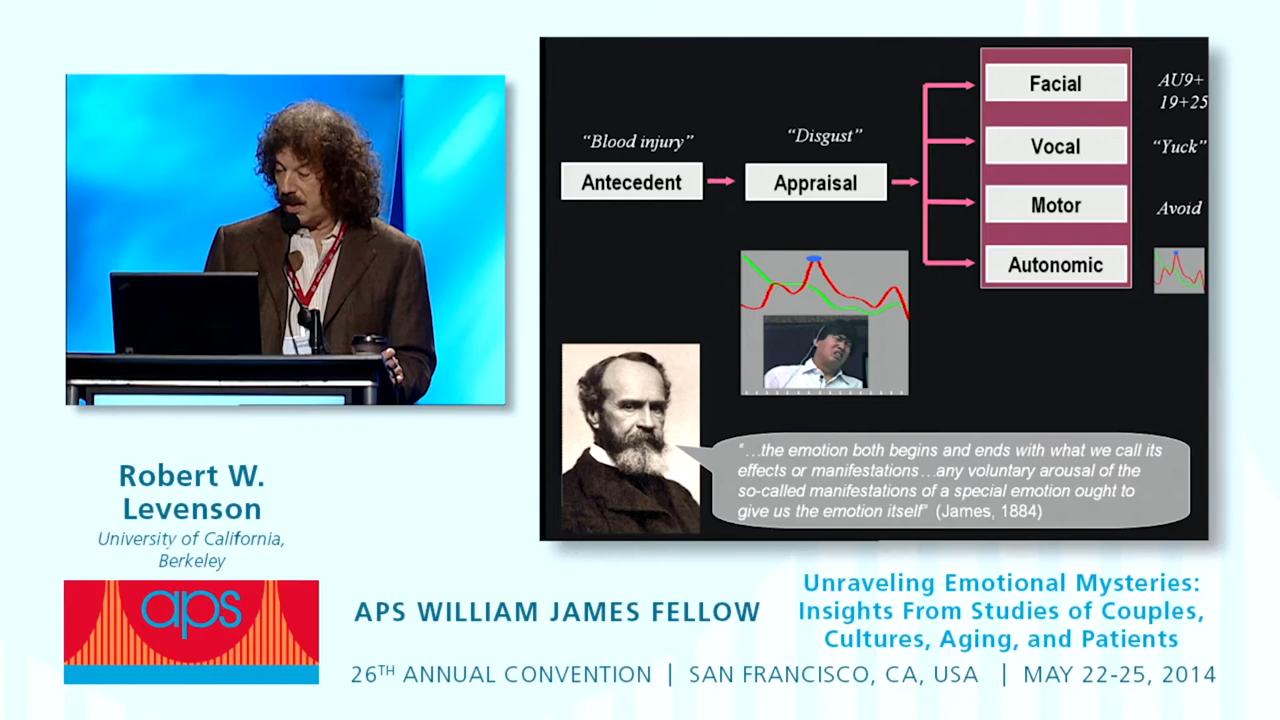 "Blood injury"
Antecedent
"Disgust"
Appraisal
Facial
Vocal
Motor
Autonomic
AU9+
19+25
"Yuck"
Avoid
"…the emotion both begins and ends with what we call its
effects or manifestations…any voluntary arousal of the
so-called manifestations of a special emotion ought to
give us the emotion itself" (James, 1884)
Robert W.
Levenson
University of California,
Berkeley
aps
APS WILLIAM JAMES FELLOW
Unraveling Emotional Mysteries:
Insights From Studies of Couples,
Cultures, Aging, and Patients
26TH ANNUAL CONVENTION | SAN FRANCISCO, CA, USA | MAY 22-25, 2014